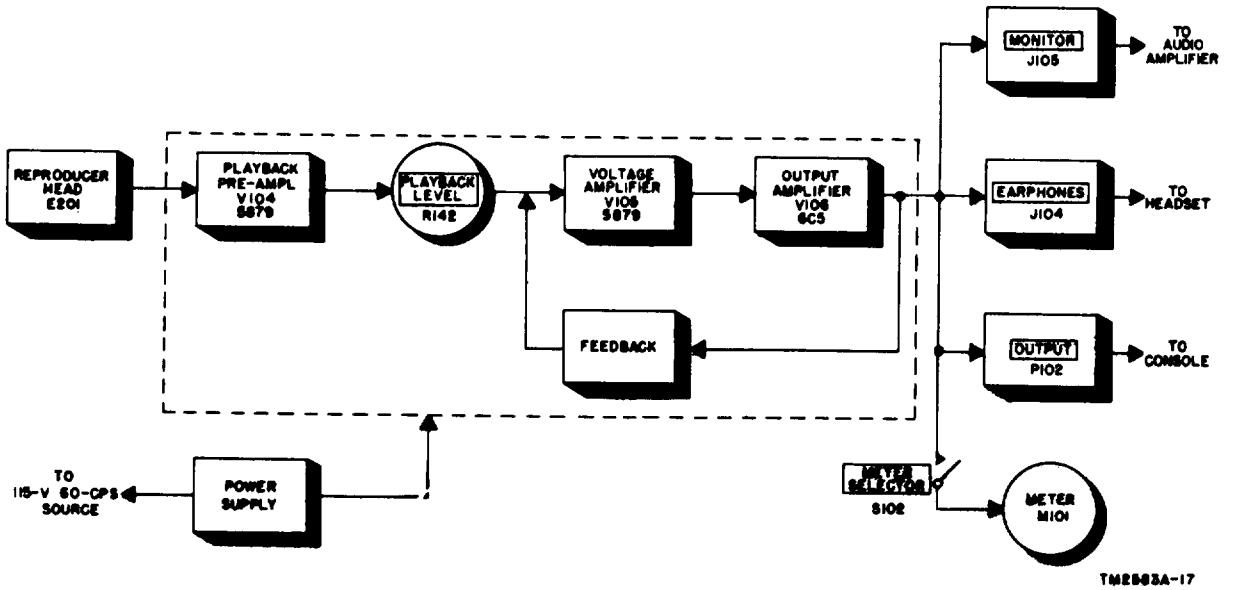 MONITOR
J105
TO
AUDIO
AMPLIFIER
REPRODUCER
HEAD
E201
PLAYBACK
PRE-AMPL
V104
5879
PLAYBACK
LEVEL
R142
VOLTAGE
AMPLIFIER
V105
5879
OUTPUT
AMPLIFIER
V106
6C5
EARPHONES
J104
TO
HEADSET
FEEDBACK
OUTPUT
P102
TO
CONSOLE
TO
115-V 60-CPS
SOURCE
POWER
SUPPLY
METER
SELECTOR
S102
METER
M101
TM2583A-17